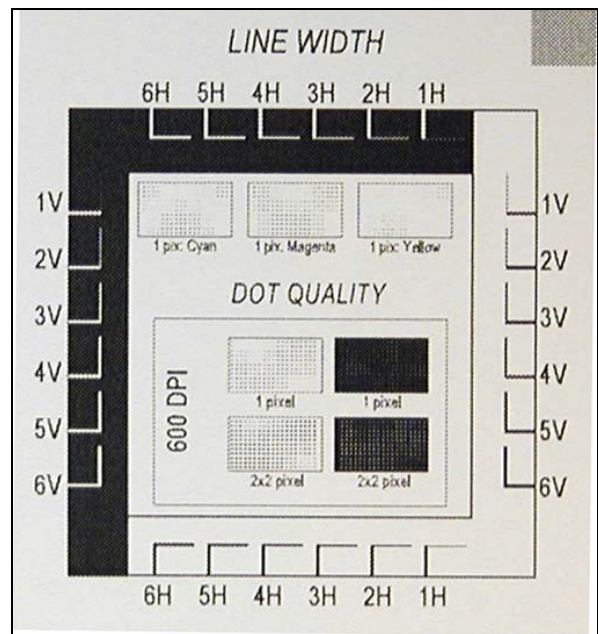 LINE WIDTH
6H 5H 4H 3H 2H 1H
1V 1V
1 pix: Cyan 1 pix: Magenta 1 pix: Yellow
2V 2V
DOT QUALITY
3V 3V
4V 4V
600 DPI
1 pixel 1 pixel
5V 5V
2x2 pixel 2x2 pixel
6V 6V
6H 5H 4H 3H 2H 1H